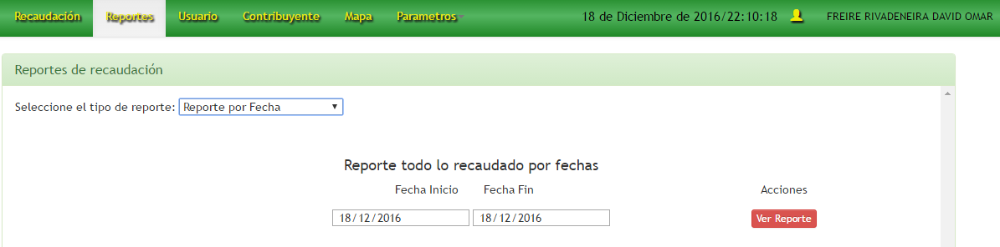 Recaudación Reportes Usuario Contribuyente Mapa Parametros 18 de Diciembre de 2016/22:10:18 FREIRE RIVADENEIRA DAVID OMAR
Reportes de recaudación
Seleccione el tipo de reporte: Reporte por Fecha
Reporte todo lo recaudado por fechas
Fecha Inicio Fecha Fin Acciones
18/12/2016 18/12/2016 Ver Reporte